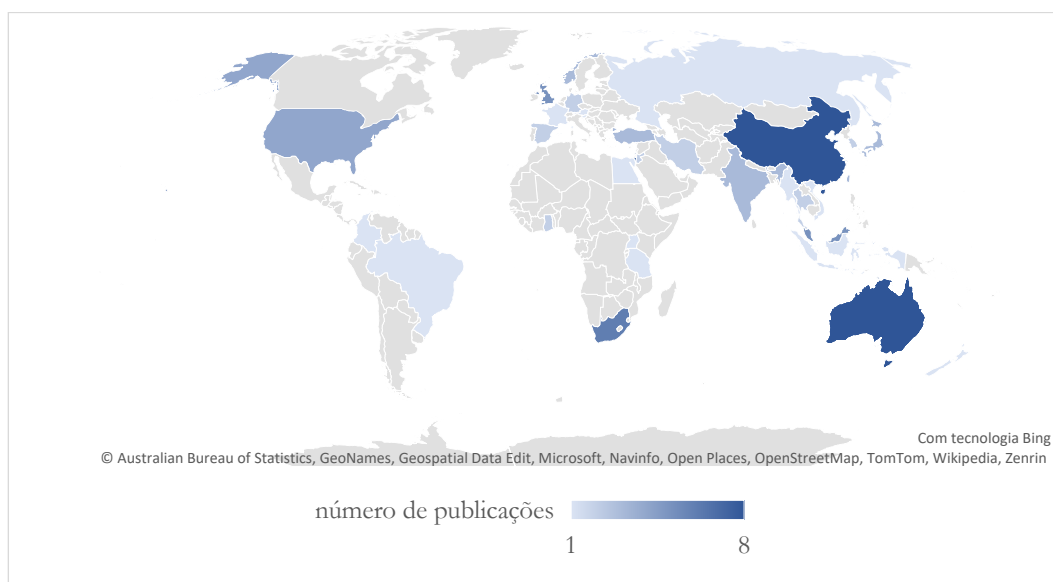 Com tecnologia Bing
© Australian Bureau of Statistics, GeoNames, Geospatial Data Edit, Microsoft, Navinfo, Open Places, OpenStreetMap, TomTom, Wikipedia, Zenrin
número de publicações
1 8